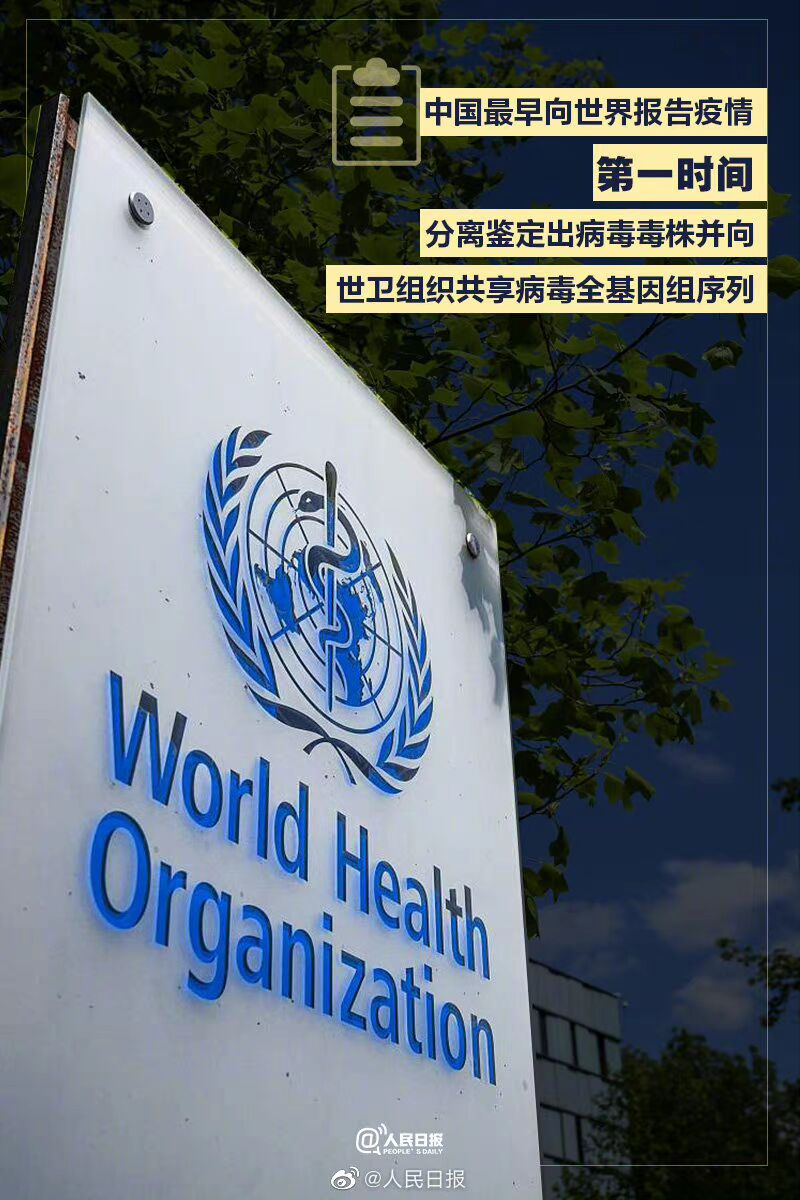 中国最早向世界报告疫情
第一时间
分离鉴定出病毒毒株并向
世卫组织共享病毒全基因组序列
World Health
Organization
@人民日报
PEOPLE'S DAILY
@人民日报